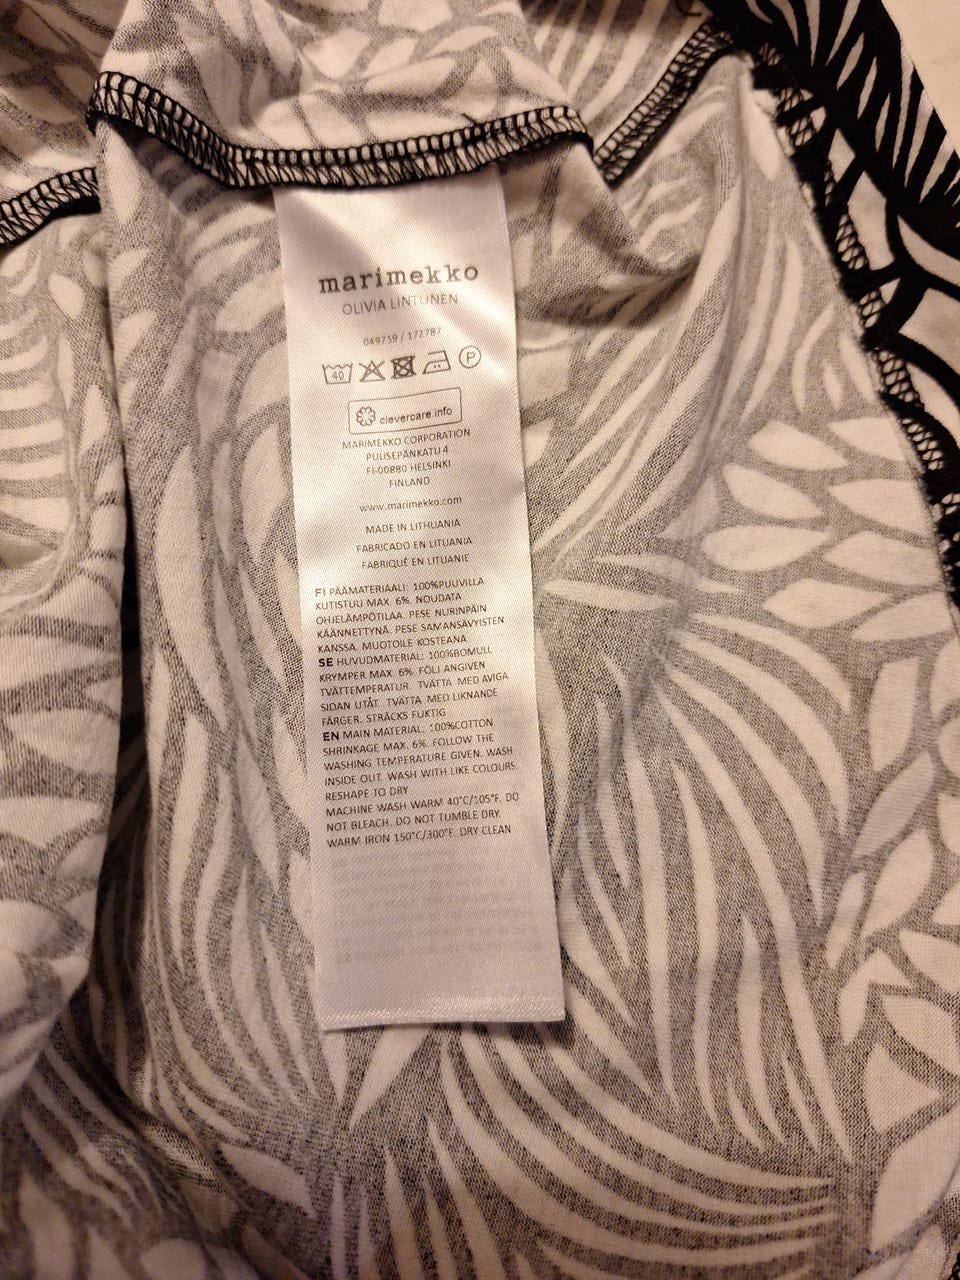 marimekko
OLIVIA LINTUNEN
049759 / 172787
40 P
clevercare.info
MARIMEKKO CORPORATION
PUUSEPÄNKATU 4
FI-00880 HELSINKI
FINLAND
www.marimekko.com
MADE IN LITHUANIA
FABRICADO EN LITUANIA
FABRIQUÉ EN LITUANIE
FI PÄÄMATERIAALI: 100%PUUVILLA
KUTISTUU MAX. 6%. NOUDATA
OHJELÄMPÖTILAA. PESE NURINPÄIN
KÄÄNNETTYNÄ. PESE SAMANSÄVYISTEN
KANSSA. MUOTOILE KOSTEANA
SE HUVUDMATERIAL: 100%BOMULL
KRYMPER MAX. 6%. FÖLJ ANGIVEN
TVÄTTEMPERATUR. TVÄTTA MED AVIGA
SIDAN UTÅT. TVÄTTA MED LIKNANDE
FÄRGER. STRÄCKS FUKTIG
EN MAIN MATERIAL: 100%COTTON
SHRINKAGE MAX. 6%. FOLLOW THE
WASHING TEMPERATURE GIVEN. WASH
INSIDE OUT. WASH WITH LIKE COLOURS.
RESHAPE TO DRY
MACHINE WASH WARM 40°C/105°F. DO
NOT BLEACH. DO NOT TUMBLE DRY.
WARM IRON 150°C/300°F. DRY CLEAN